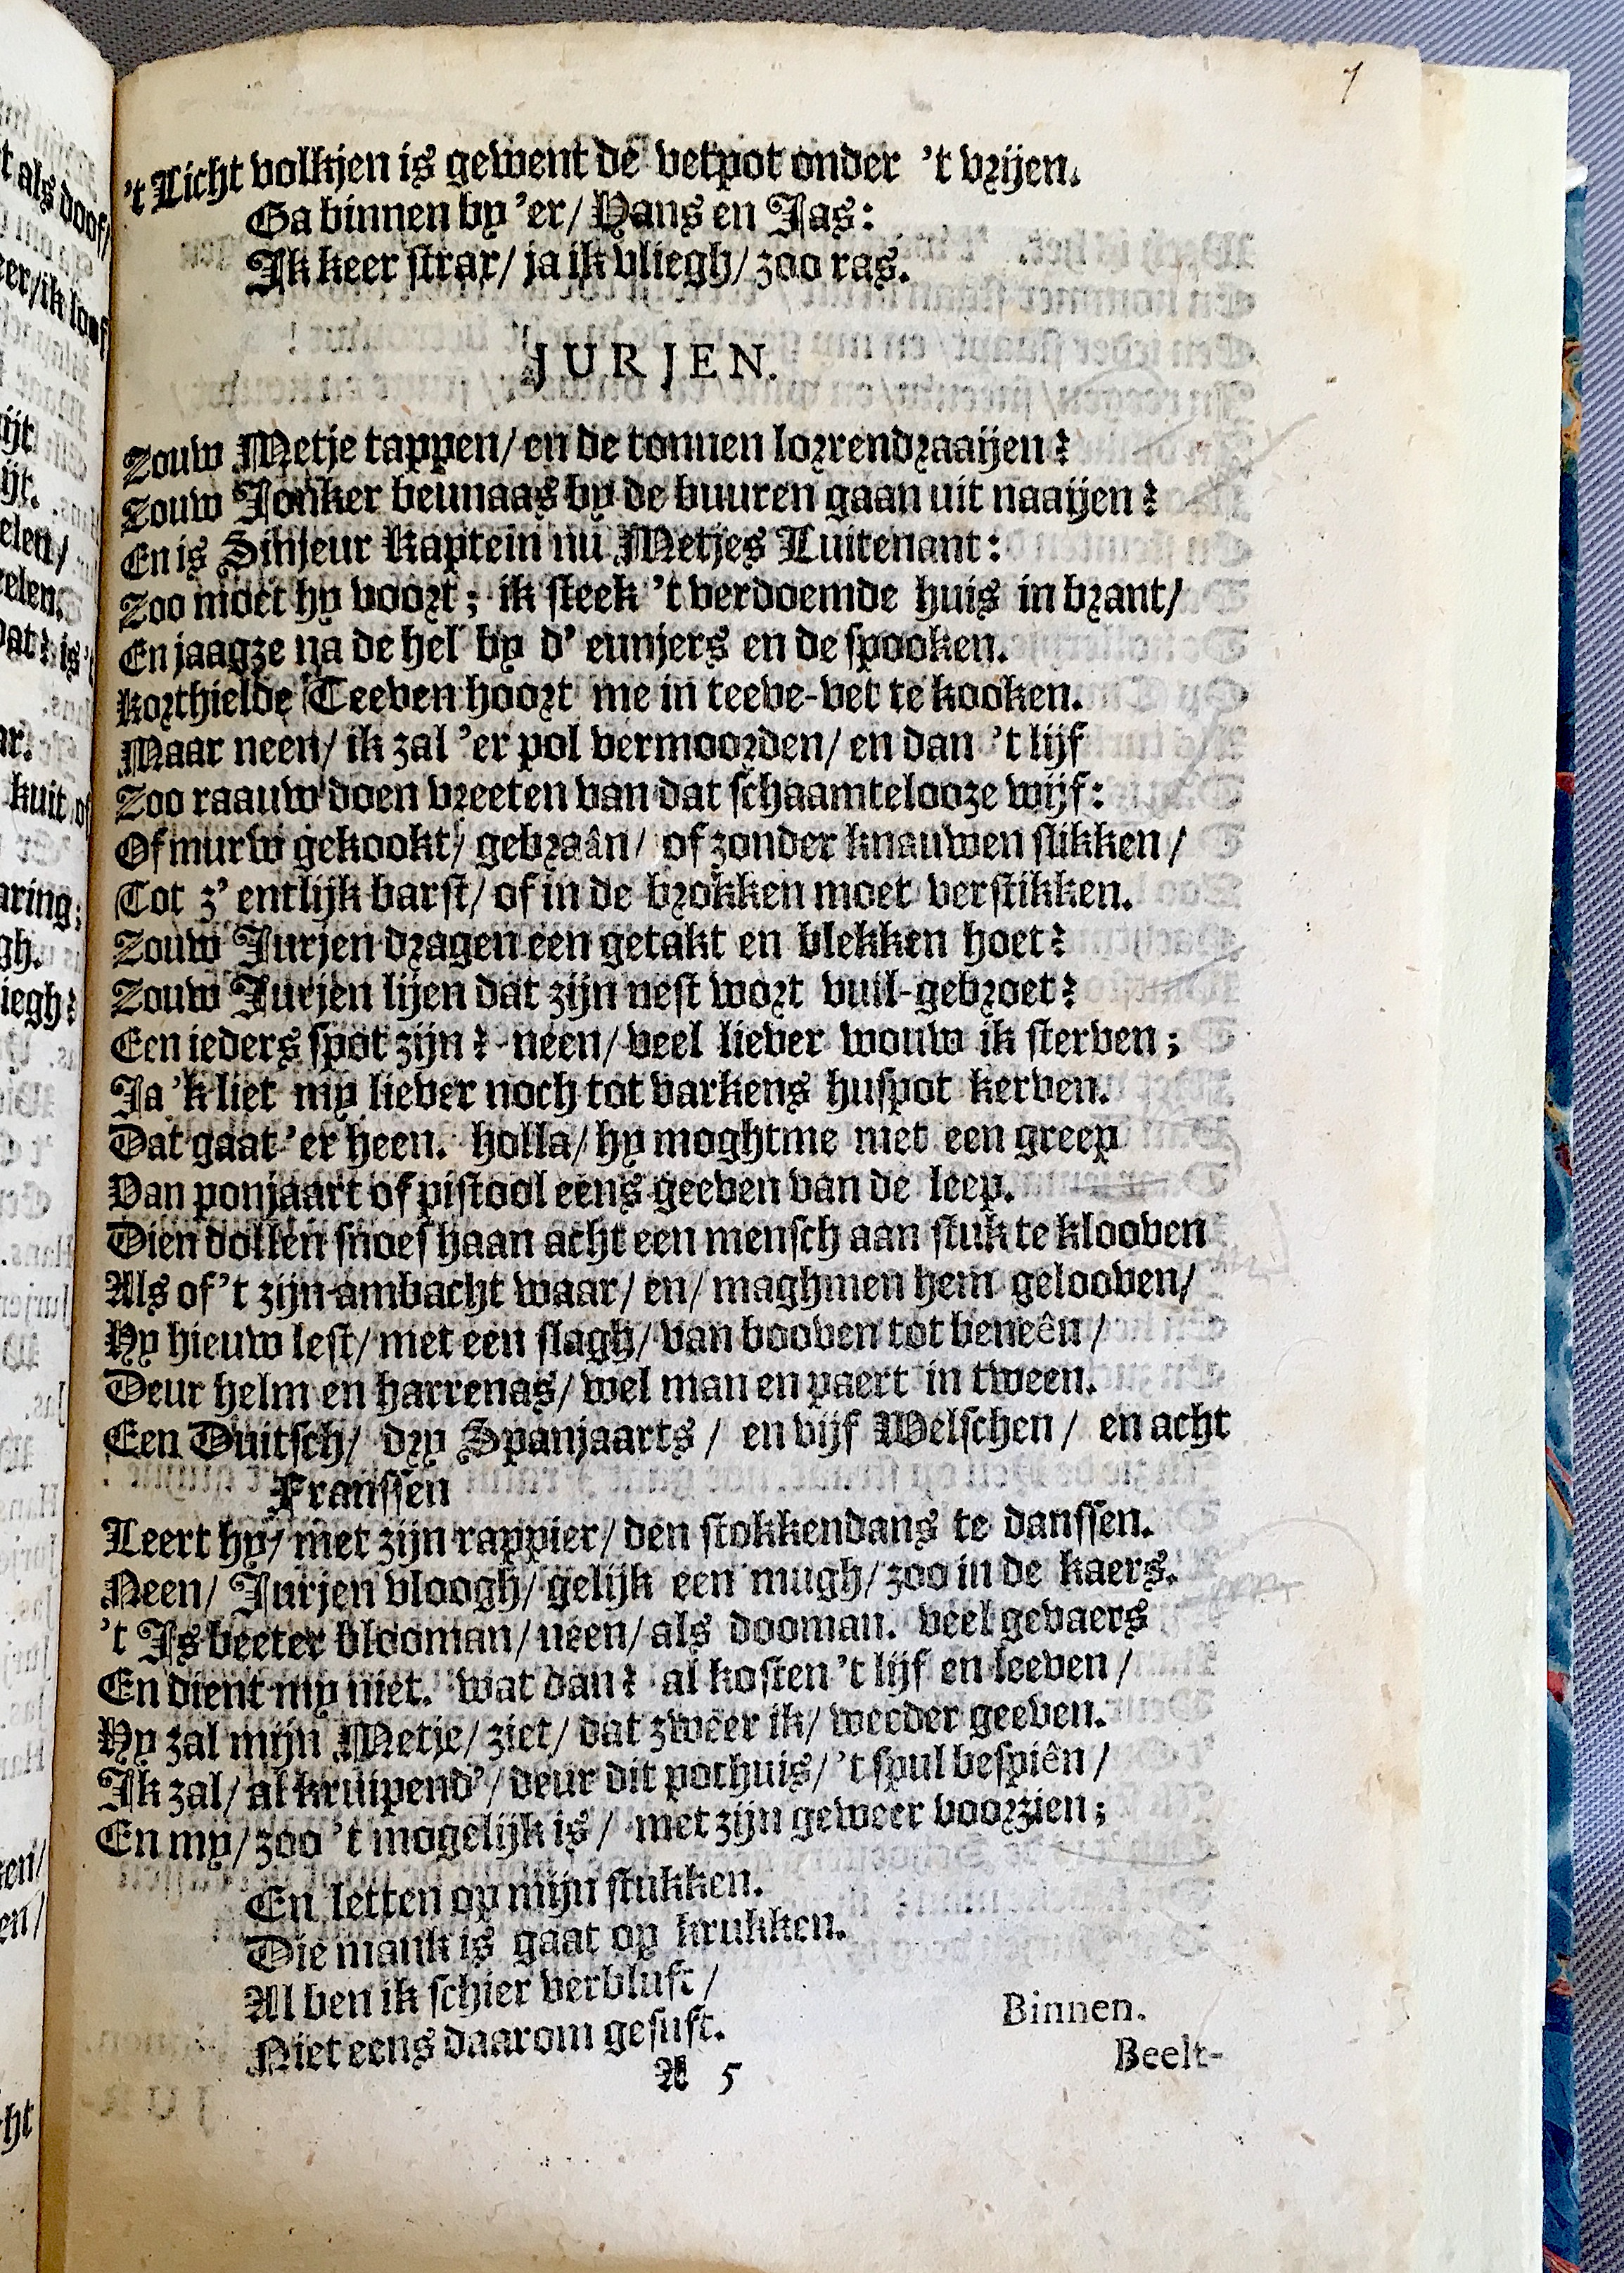 7
't Licht volkjen is gewent de vetpot onder 't vrijen.
Ga binnen by 'er/ Hans en Jas:
Ik keer strax/ ja ik vliegh/ zoo ras.
JURJEN.
Zouw Metje tappen/ en de tonnen lorrendraaijen?
Zouw Jonker beunaas by de buuren gaan uit naaijen?
En is Sinjeur Kaptein nu Metjes Luitenant:
Zoo moet hy voort; ik steek 't verdoemde huis in brant/
En jaagze na de hel by d' eunjers en de spooken.
Korthielde Teeven hoort me in teeve-vet te kooken.
Maar neen/ ik zal 'er pol vermoorden/ en dan 't lijf
Zoo raauw doen vreeten van dat schaamtelooze wijf:
Of murw gekookt/ gebraân/ of zonder knauwen slikken/
Tot z' entlijk barst/ of in de brokken moet verstikken.
Zouw Jurjen dragen een getakt en blekken hoet?
Zouw Jurjen lijen dat zijn nest wort vuil-gebroet?
Een ieders spot zijn? neen/ veel liever wouw ik sterven;
Ja 'k liet my liever noch tot varkens huspot kerven.
Dat gaat 'er heen. holla/ hy moght me met een greep
Van ponjaart of pistool eens geeven van de leep.
Dien dollen snoeshaan acht een mensch aan stuk te klooven
Als of 't zijn ambacht waar/ en/ magh men hem gelooven/
Hy hieuw lest/ met een slagh/ van booven tot beneên/
Deur helm en harrenas/ wel man en paert in tween.
Een Duitsch/ dry Spanjaarts/ en vijf Welschen/ en acht
Franssen
Leert hy/ met zijn rappier/ den stokkendans te danssen.
Neen/ Jurjen vloogh/ gelijk een mugh/ zoo in de kaers.
't Is beeter blooman/ neen/ als dooman. veel gevaers
En dient my niet. wat dan? al kosten 't lijf en leeven/
Hy zal mijn Metje/ ziet/ dat zweer ik/ weeder geeven.
Ik zal/ al kruipend'/ deur dit pothuis/ 't spul bespiên/
En my/ zoo 't mogelijk is/ met zijn geweer voorzien;
En letten op mijn stukken.
Die mank is gaat op krukken.
Al ben ik schier verbluft/
Niet eens daarom gesuft.
Binnen.
A 5
Beelt-